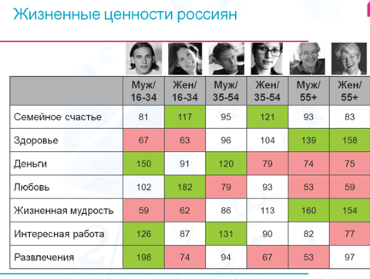 Жизненные ценности россиян
Муж/ 16-34 Жен/ 16-34 Муж/ 35-54 Жен/ 35-54 Муж/ 55+ Жен/ 55+
Семейное счастье 81 117 95 121 93 83
Здоровье 67 63 96 104 139 158
Деньги 150 91 120 79 74 75
Любовь 102 182 79 93 53 59
Жизненная мудрость 59 62 86 113 160 154
Интересная работа 126 87 131 90 82 77
Развлечения 198 74 94 67 53 97